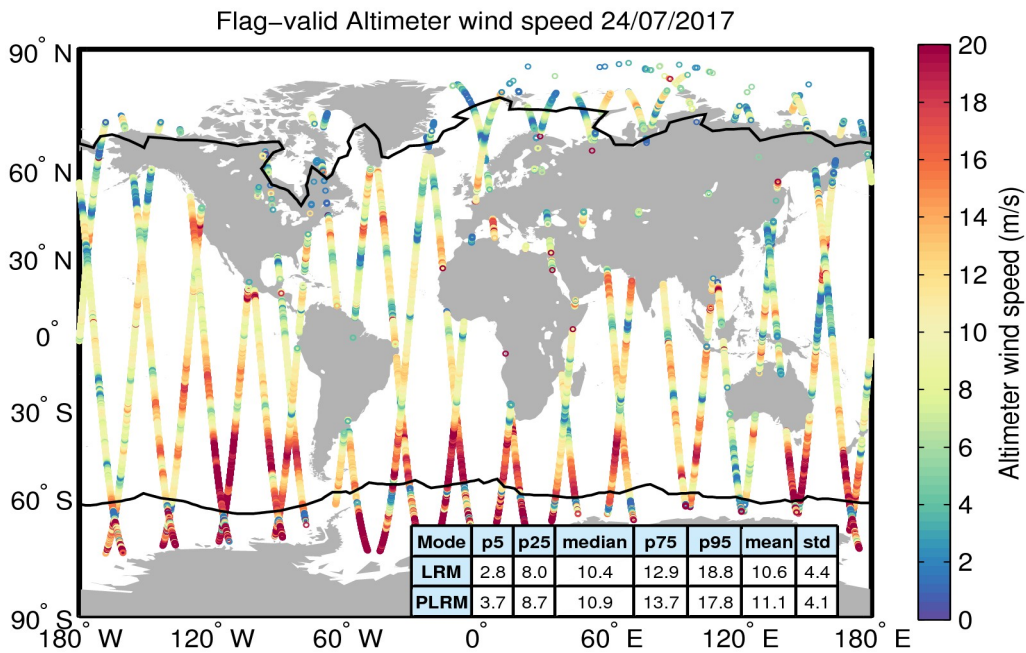 Flag−valid Altimeter wind speed 24/07/2017
90° N
60° N
30° N
0°
30° S
60° S
90° S
180° W
120° W
60° W
0°
60° E
120° E
180° E
Mode p5 p25 median p75 p95 mean std
LRM 2.8 8.0 10.4 12.9 18.8 10.6 4.4
PLRM 3.7 8.7 10.9 13.7 17.8 11.1 4.1
20
18
16
14
12
10
8
6
4
2
0
Altimeter wind speed (m/s)